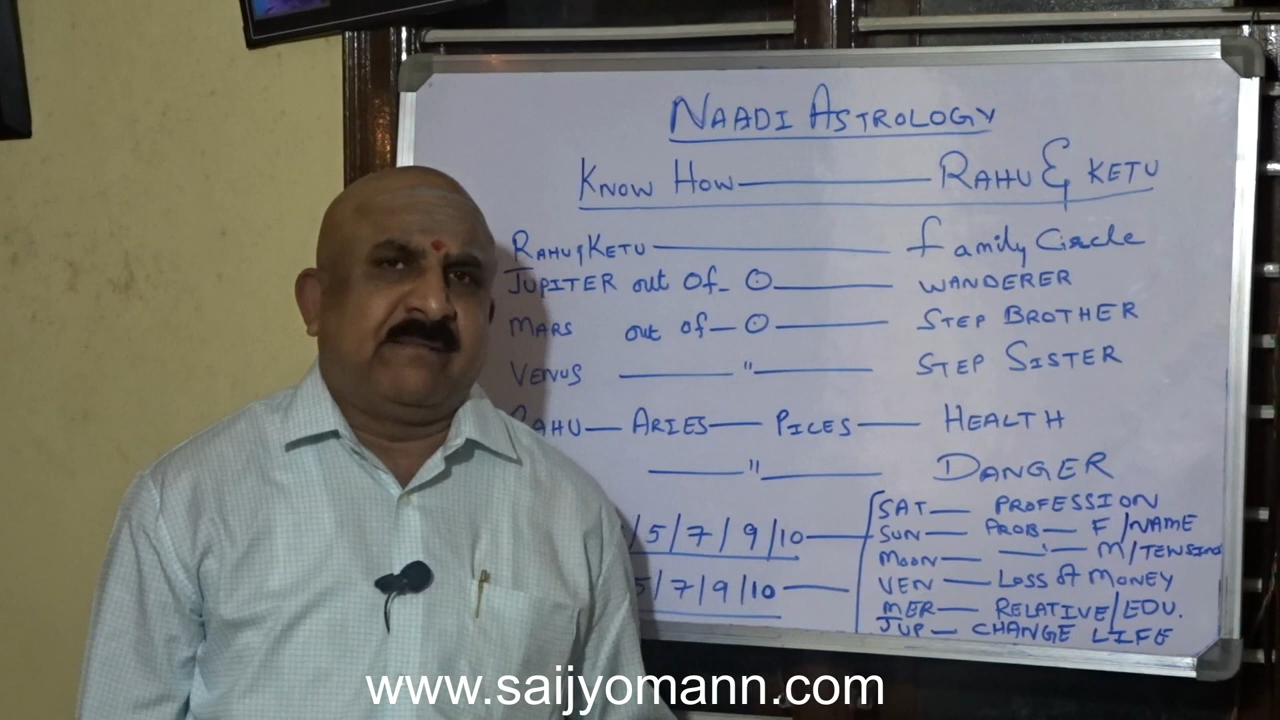 NAADI ASTROLOGY
KNOW HOW — RAHU & KETU
RAHU & KETU — family Circle
JUPITER out of — ⊙ — WANDERER
MARS out of — ⊙ — STEP BROTHER
VENUS — " — STEP SISTER
RAHU — ARIES — PICES — HEALTH
— " — DANGER
/5/7/9/10 —
5/7/9/10 —
SAT — PROFESSION
SUN — PROB — F/NAME
MOON — " — M/TENSION
VEN — LOSS OF MONEY
MER — RELATIVE/EDU.
JUP — CHANGE LIFE
www.saijyomann.com